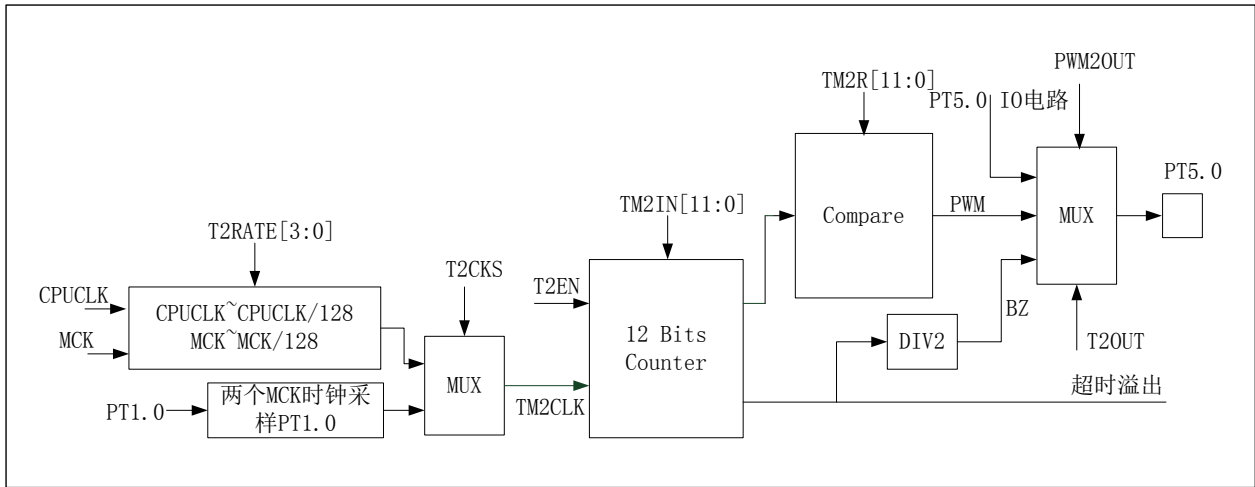 PWM2OUT
TM2R[11:0]
PT5.0 IO电路
PT5.0
TM2IN[11:0]
Compare
PWM
MUX
T2RATE[3:0]
T2CKS
T2EN
CPUCLK
CPUCLK~CPUCLK/128
MCK~MCK/128
MCK
12 Bits
Counter
BZ
DIV2
T2OUT
MUX
超时溢出
TM2CLK
PT1.0
两个MCK时钟采
样PT1.0